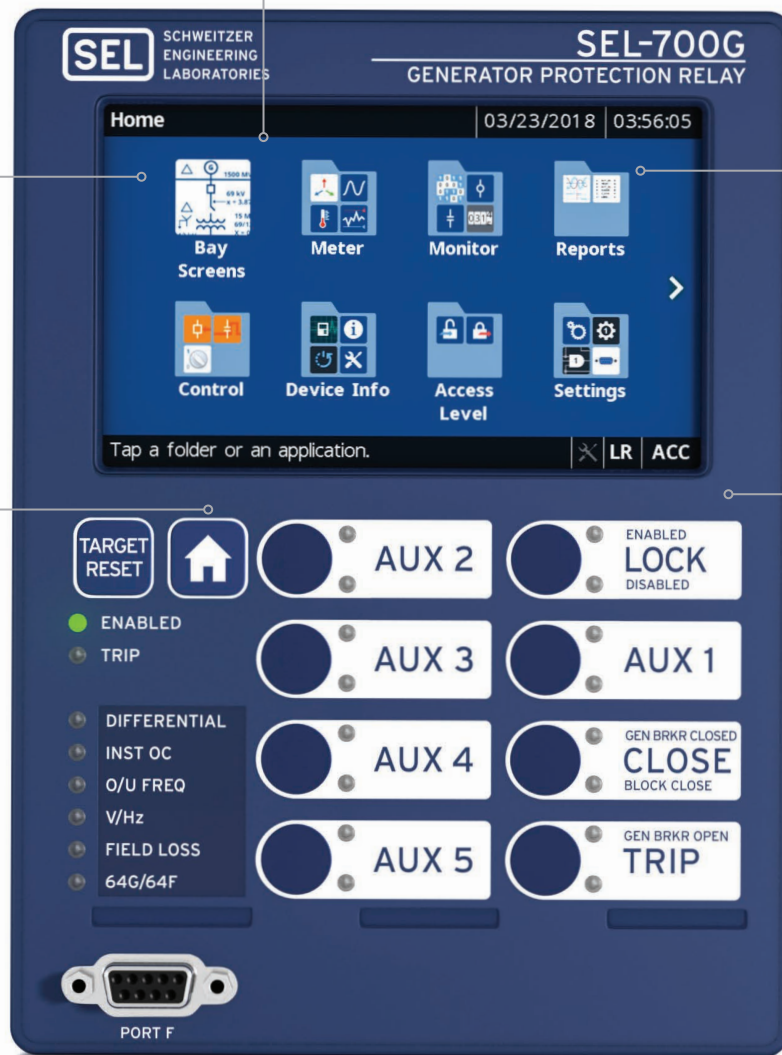 SEL
SCHWEITZER
ENGINEERING
LABORATORIES
SEL-700G
GENERATOR PROTECTION RELAY
Home
03/23/2018
03:56:05
1500 M
69 kV
Bay
Screens
Meter
Monitor
Reports
Control
Device Info
Access
Level
Settings
Tap a folder or an application.
LR
ACC
TARGET
RESET
AUX 2
ENABLED
LOCK
DISABLED
ENABLED
TRIP
AUX 3
AUX 1
DIFFERENTIAL
INST OC
O/U FREQ
V/Hz
FIELD LOSS
64G/64F
AUX 4
GEN BRKR CLOSED
CLOSE
BLOCK CLOSE
AUX 5
GEN BRKR OPEN
TRIP
PORT F